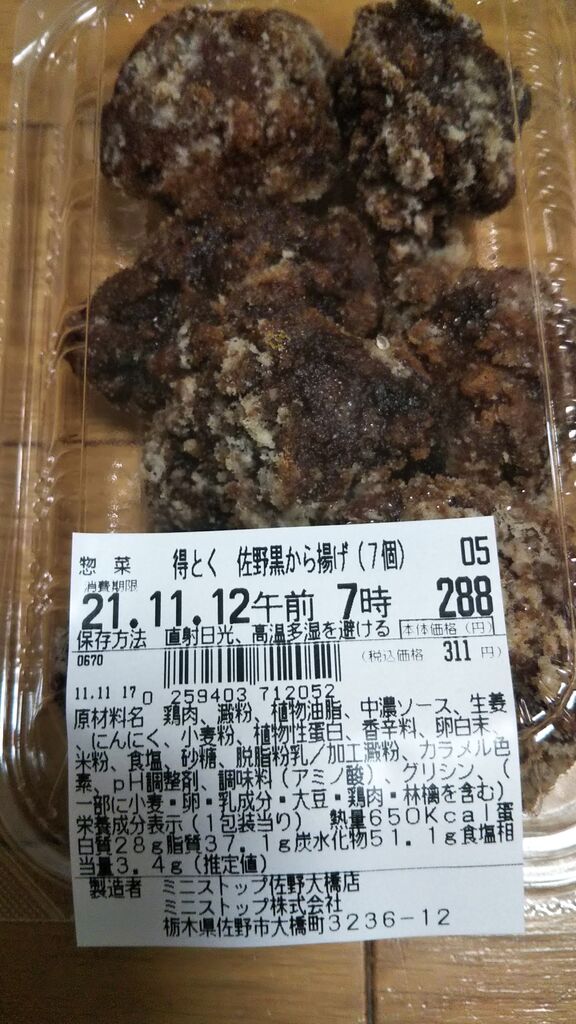 惣菜 得とく 佐野黒から揚げ(7個) 05
消費期限
21.11.12午前 7時 288
保存方法 直射日光、高温多湿を避ける 本体価格(円)
0670 (税込価格 311 円)
11.11 17 0 259403 712052
原材料名 鶏肉、澱粉、植物油脂、中濃ソース、生姜
、にんにく、小麦粉、植物性蛋白、香辛料、卵白末、
米粉、食塩、砂糖、脱脂粉乳/加工澱粉、カラメル色
素、pH調整剤、調味料(アミノ酸)、グリシン、(
一部に小麦・卵・乳成分・大豆・鶏肉・林檎を含む)
栄養成分表示(1包装当り) 熱量650Kcal蛋
白質28g脂質37.1g炭水化物51.1g食塩相
当量3.4g(推定値)
製造者 ミニストップ佐野大橋店
ミニストップ株式会社
栃木県佐野市大橋町3236-12